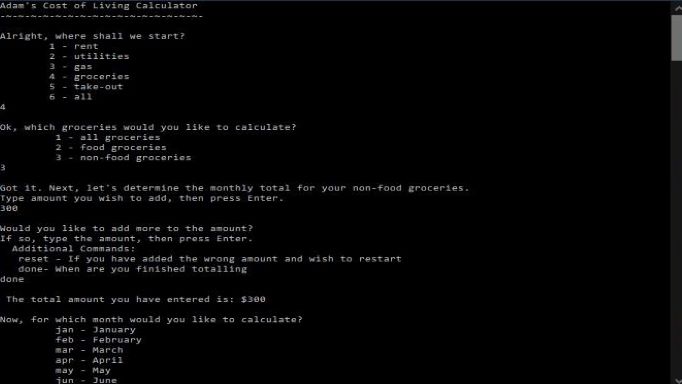 Adam's Cost of Living Calculator
~-~-~-~-~-~-~-~-~-~-~-~-~-~-~-~-
Alright, where shall we start?
1 - rent
2 - utilities
3 - gas
4 - groceries
5 - take-out
6 - all
4
Ok, which groceries would you like to calculate?
1 - all groceries
2 - food groceries
3 - non-food groceries
3
Got it. Next, let's determine the monthly total for your non-food groceries.
Type amount you wish to add, then press Enter.
300
Would you like to add more to the amount?
If so, type the amount, then press Enter.
Additional Commands:
reset - If you have added the wrong amount and wish to restart
done- When are you finished totalling
done
The total amount you have entered is: $300
Now, for which month would you like to calculate?
jan - January
feb - February
mar - March
apr - April
may - May
jun - June